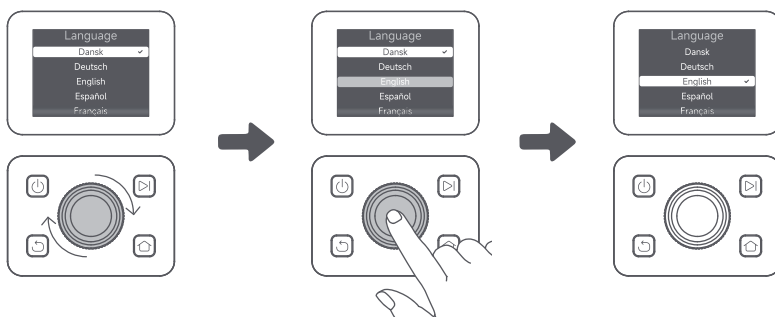 Language
Dansk
Deutsch
English
Español
Français
Language
Dansk
Deutsch
English
Español
Français
Language
Dansk
Deutsch
English
Español
Français